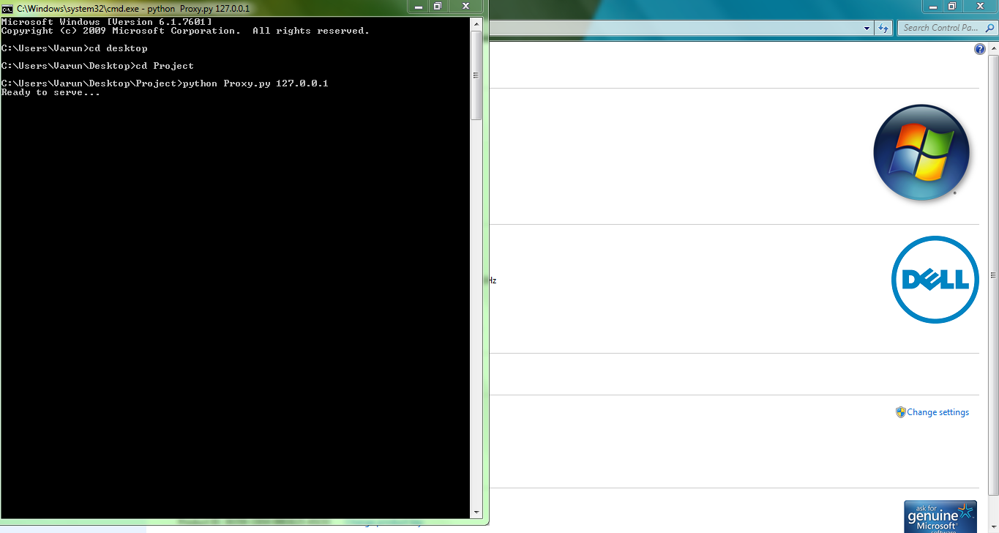 C:\Windows\system32\cmd.exe - python  Proxy.py 127.0.0.1
Microsoft Windows [Version 6.1.7601]
Copyright (c) 2009 Microsoft Corporation.  All rights reserved.
C:\Users\Varun>cd desktop
C:\Users\Varun\Desktop>cd Project
C:\Users\Varun\Desktop\Project>python  Proxy.py 127.0.0.1
Ready to serve...
Search Control Pa...
Hz
DELL
Change settings
ask for
genuine
Microsoft
software